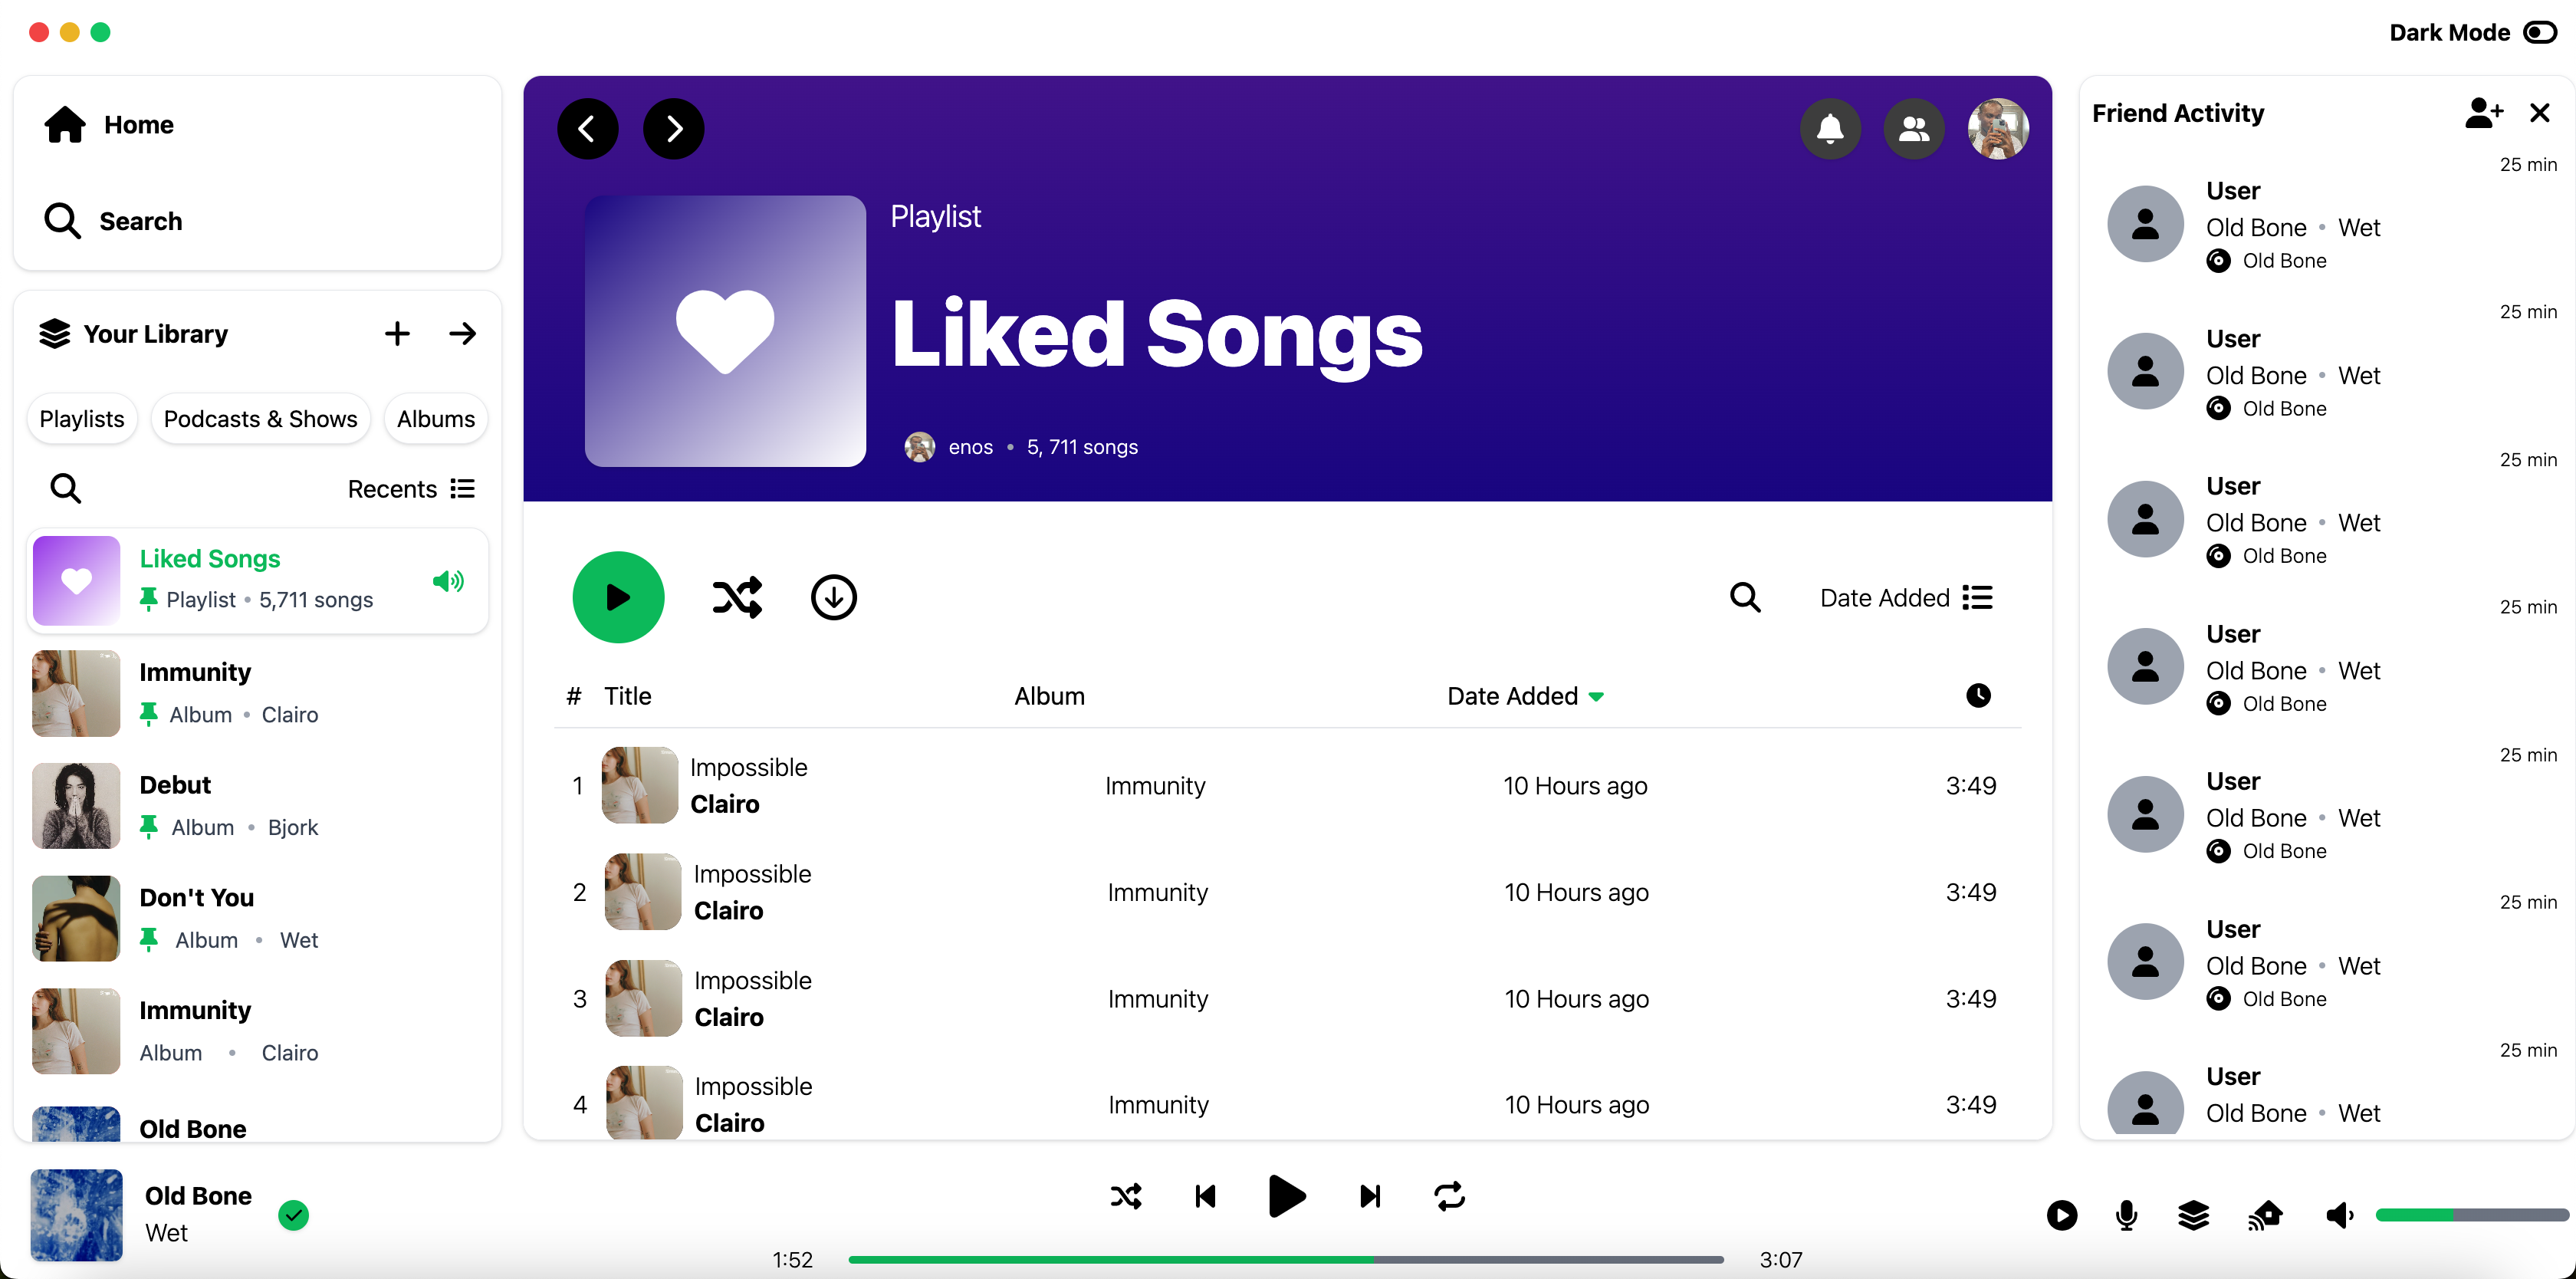 Dark Mode
Home
Search
Your Library
Playlists
Podcasts & Shows
Albums
Recents
Liked Songs
Playlist • 5,711 songs
Immunity
Album • Clairo
Debut
Album • Bjork
Don't You
Album • Wet
Immunity
Album • Clairo
Old Bone
Playlist
Liked Songs
enos • 5, 711 songs
Date Added
# Title Album Date Added
1 Impossible Immunity 10 Hours ago 3:49
Clairo
2 Impossible Immunity 10 Hours ago 3:49
Clairo
3 Impossible Immunity 10 Hours ago 3:49
Clairo
4 Impossible Immunity 10 Hours ago 3:49
Clairo
Friend Activity
25 min
User
Old Bone • Wet
Old Bone
25 min
User
Old Bone • Wet
Old Bone
25 min
User
Old Bone • Wet
Old Bone
25 min
User
Old Bone • Wet
Old Bone
25 min
User
Old Bone • Wet
Old Bone
25 min
User
Old Bone • Wet
Old Bone
25 min
User
Old Bone • Wet
Old Bone
Wet
1:52
3:07